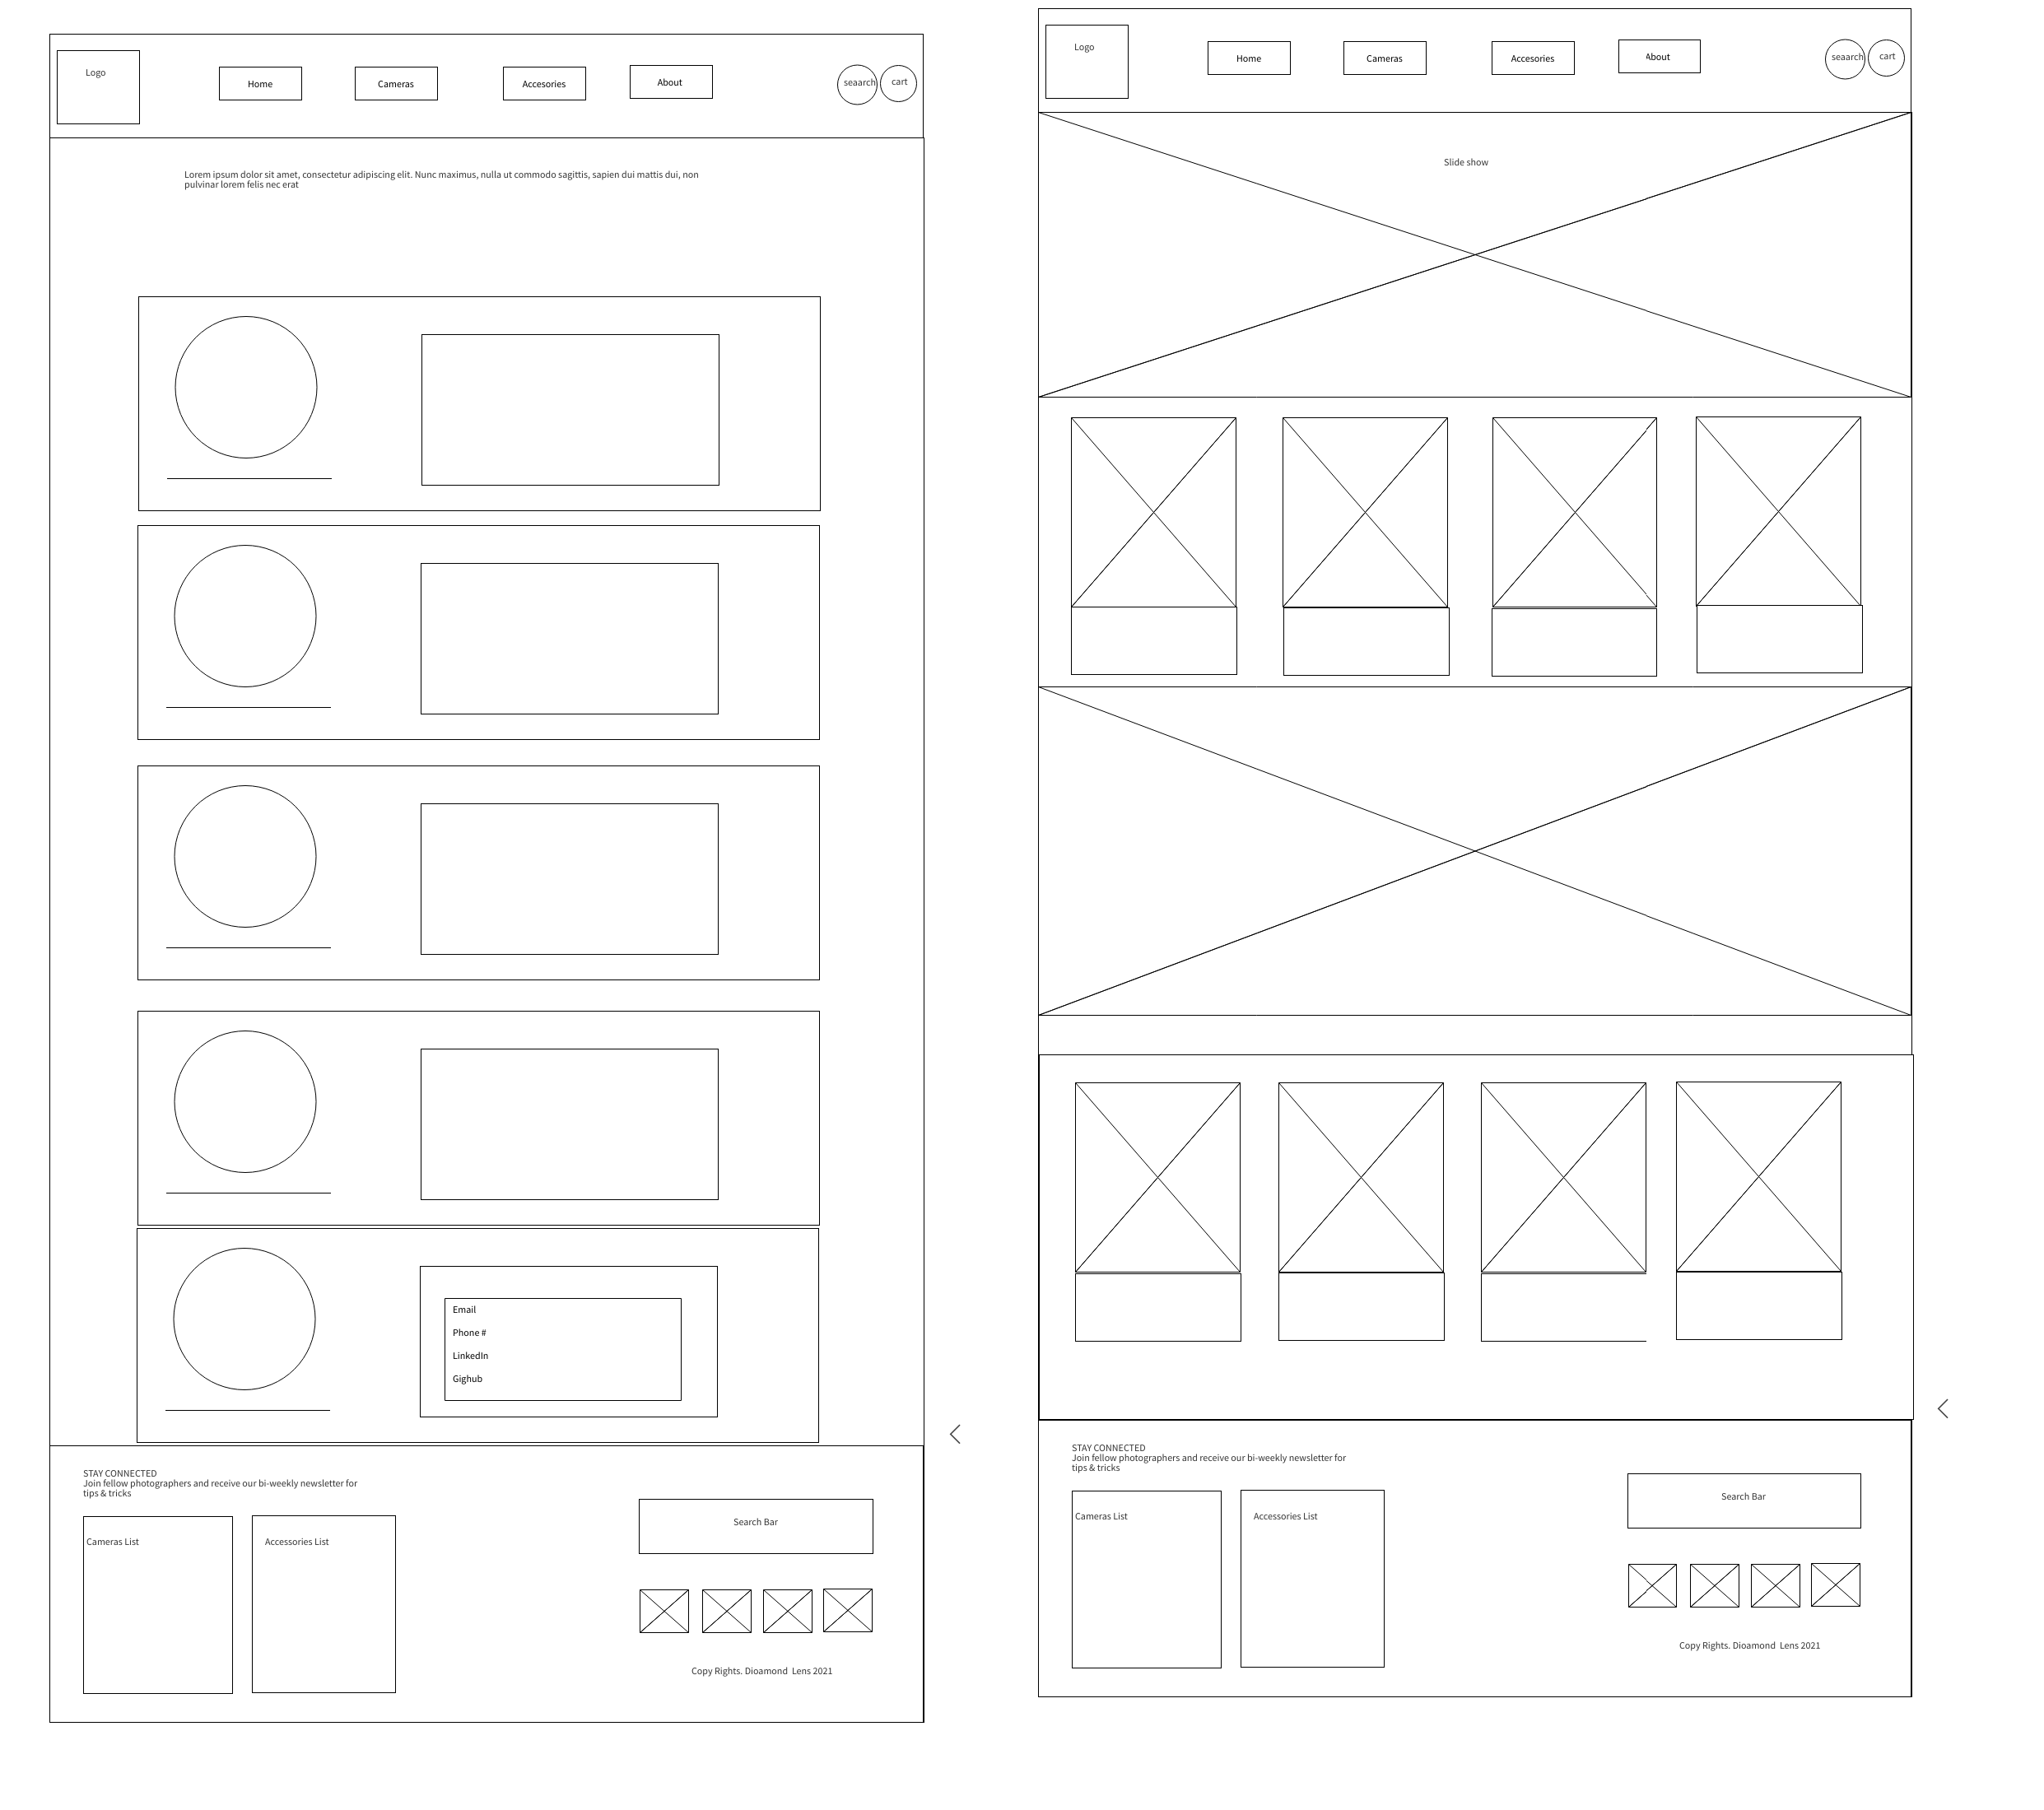 Logo
Home
Cameras
Accesories
About
seaarch
cart
Lorem ipsum dolor sit amet, consectetur adipiscing elit. Nunc maximus, nulla ut commodo sagittis, sapien dui mattis dui, non
pulvinar lorem felis nec erat
Email
Phone #
LinkedIn
Gighub
STAY CONNECTED
Join fellow photographers and receive our bi-weekly newsletter for
tips & tricks
Cameras List
Accessories List
Search Bar
Copy Rights. Dioamond  Lens 2021
Logo
Home
Cameras
Accesories
About
seaarch
cart
Slide show
STAY CONNECTED
Join fellow photographers and receive our bi-weekly newsletter for
tips & tricks
Cameras List
Accessories List
Search Bar
Copy Rights. Dioamond  Lens 2021